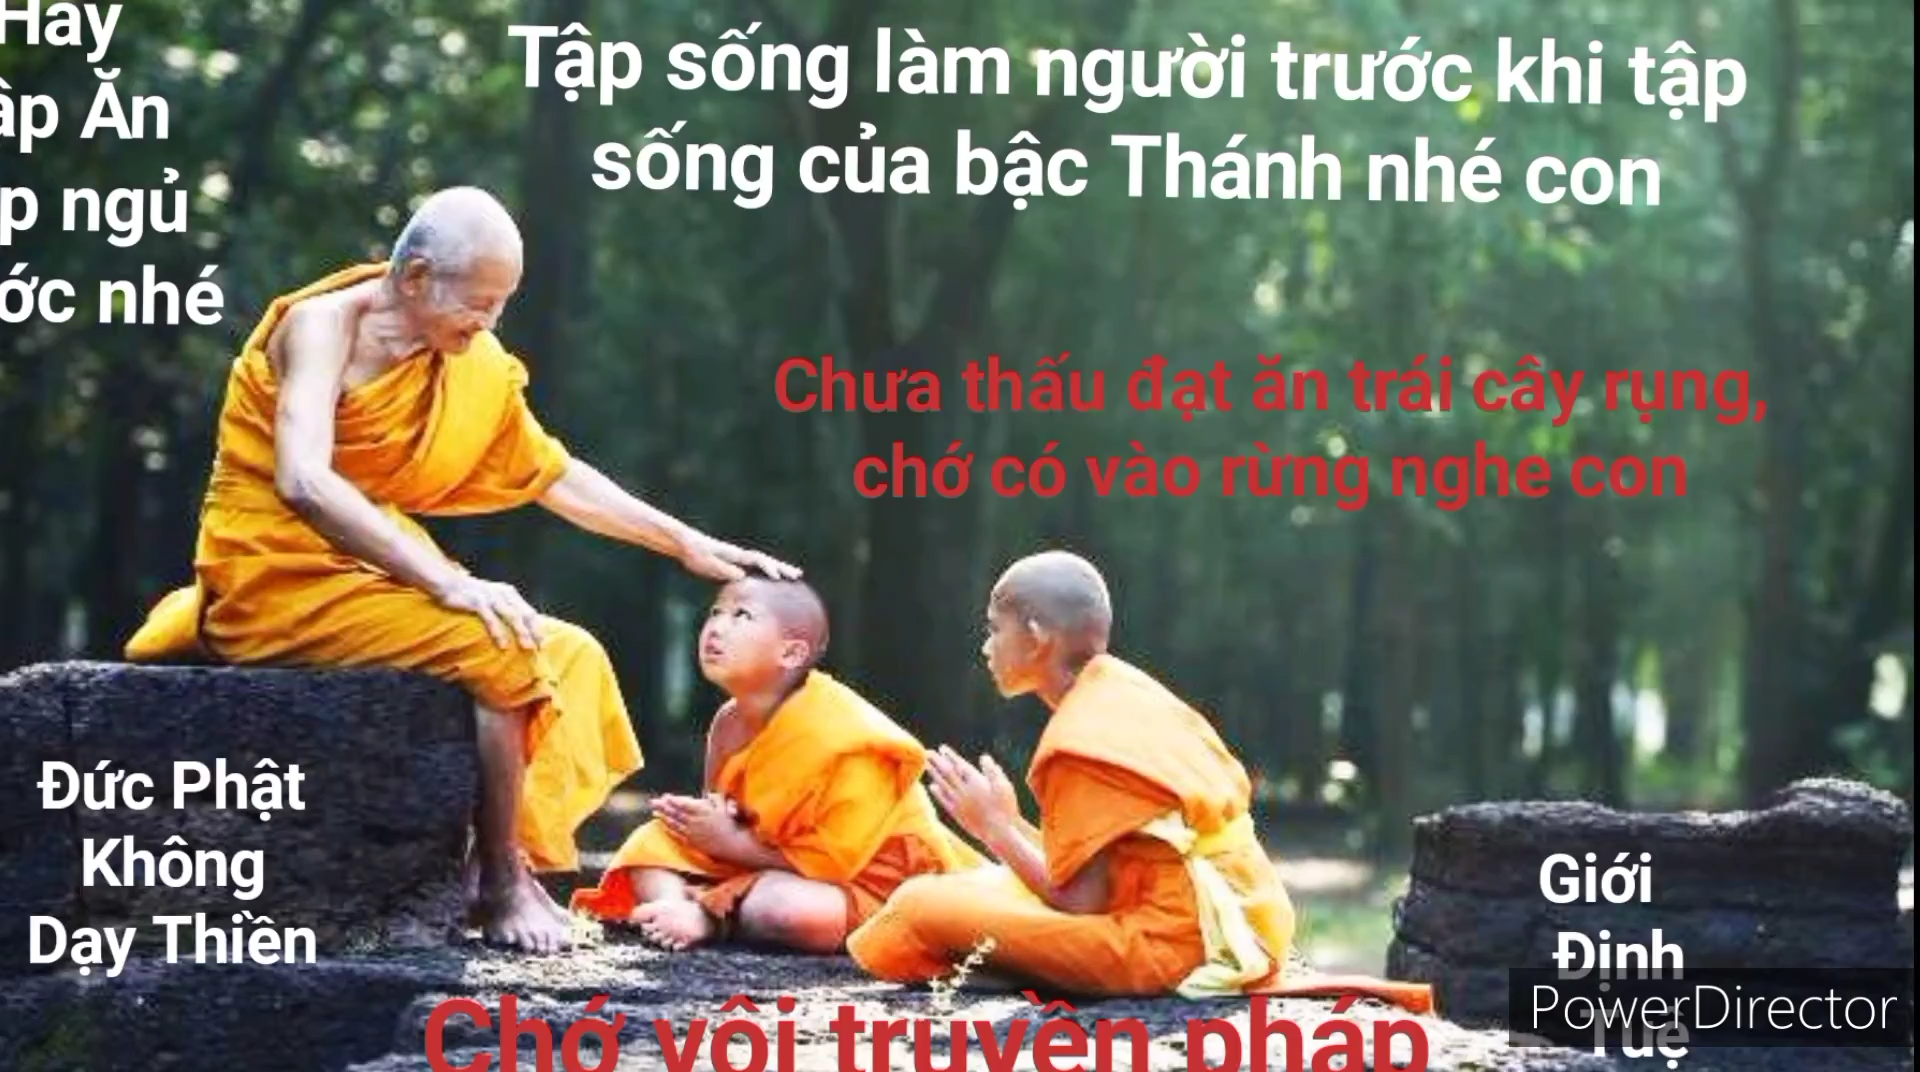 Hãy
Ăn
ngủ
nhé
Tập sống làm người trước khi tập
sống của bậc Thánh nhé con
Chưa thấu đạt ăn trái cây rụng,
chớ có vào rừng nghe con
Đức Phật
Không
Dạy Thiền
Giới
Định
Tuệ
PowerDirector
Chớ vội truyền pháp